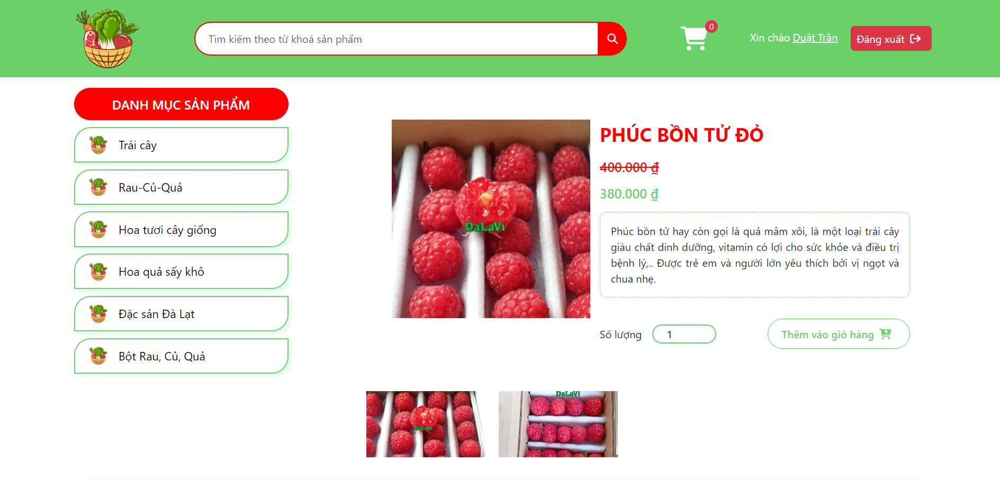 Tìm kiếm theo từ khoá sản phẩm
0
Xin chào Duật Trần
Đăng xuất
DANH MỤC SẢN PHẨM
Trái cây
Rau-Củ-Quả
Hoa tươi cây giống
Hoa quả sấy khô
Đặc sản Đà Lạt
Bột Rau, Củ, Quả
DaLaVi
PHÚC BỒN TỬ ĐỎ
400.000 ₫
380.000 ₫
Phúc bồn tử hay còn gọi là quả mâm xôi, là một loại trái cây
giàu chất dinh dưỡng, vitamin có lợi cho sức khỏe và điều trị
bệnh lý,.. Được trẻ em và người lớn yêu thích bởi vị ngọt và
chua nhẹ.
Số lượng
1
Thêm vào giỏ hàng
DaLaVi
DaLaVi